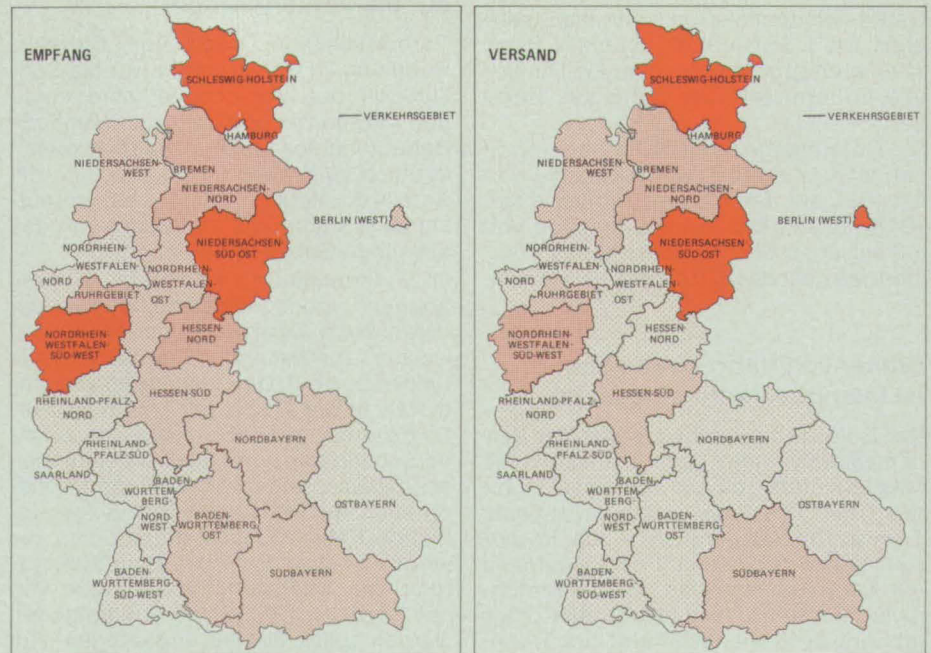 EMPFANG
SCHLESWIG-HOLSTEIN
VERKEHRSGEBIET
HAMBURG
NIEDERSACHSEN-
WEST
BREMEN
NIEDERSACHSEN-
NORD
BERLIN (WEST)
NIEDERSACHSEN-
SÜD-OST
NORDRHEIN-
WESTFALEN-
NORD
NORDRHEIN-
WESTFALEN-
OST
RUHRGEBIET
HESSEN-
NORD
NORDRHEIN-
WESTFALEN-
SÜD-WEST
HESSEN-SÜD
RHEINLAND-PFALZ
NORD
NORDBAYERN
RHEINLAND-
PFALZ-SÜD
SAARLAND
BADEN-
WÜRTTEM
BERG-
NORD-
WEST
OSTBAYERN
BADEN-
WÜRTTEMBERG
OST
SÜDBAYERN
BADEN-
WÜRTTEMBERG-
SÜD-WEST
VERSAND
SCHLESWIG-HOLSTEIN
VERKEHRSGEBIET
HAMBURG
NIEDERSACHSEN-
WEST
BREMEN
NIEDERSACHSEN-
NORD
BERLIN (WEST)
NIEDERSACHSEN-
SÜD-OST
NORDRHEIN-
WESTFALEN-
NORD
NORDRHEIN-
WESTFALEN-
OST
RUHRGEBIET
HESSEN-
NORD
NORDRHEIN-
WESTFALEN-
SÜD-WEST
HESSEN-SÜD
RHEINLAND-PFALZ
NORD
NORDBAYERN
RHEINLAND-
PFALZ-SÜD
SAARLAND
BADEN-
WÜRTTEM
BERG-
NORD-
WEST
OSTBAYERN
BADEN-
WÜRTTEMBERG
OST
SÜDBAYERN
BADEN-
WÜRTTEMBERG-
SÜD-WEST